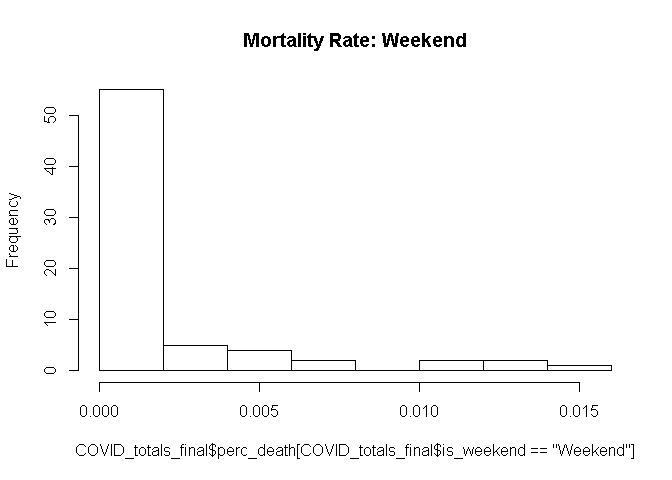 Mortality Rate: Weekend
Frequency
50
40
30
20
10
0
0.000 0.005 0.010 0.015
COVID_totals_final$perc_death[COVID_totals_final$is_weekend == "Weekend"]